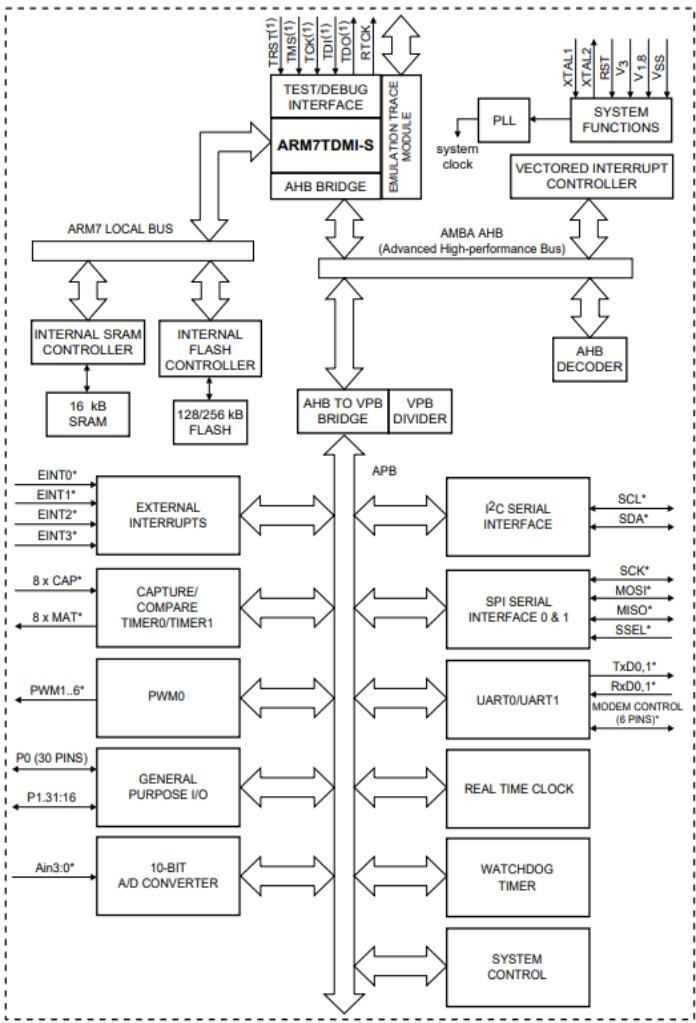 TRST(1)
TMS(1)
TCK(1)
TDI(1)
TDO(1)
RTCK
XTAL1
XTAL2
RST
V3
V1,8
VSS
TEST/DEBUG
INTERFACE
ARM7TDMI-S
AHB BRIDGE
EMULATION TRACE
MODULE
PLL
SYSTEM
FUNCTIONS
system
clock
VECTORED INTERRUPT
CONTROLLER
ARM7 LOCAL BUS
AMBA AHB
(Advanced High-performance Bus)
INTERNAL SRAM
CONTROLLER
INTERNAL
FLASH
CONTROLLER
AHB
DECODER
16 kB
SRAM
128/256 kB
FLASH
AHB TO VPB
BRIDGE
VPB
DIVIDER
APB
EINT0*
EINT1*
EINT2*
EINT3*
EXTERNAL
INTERRUPTS
I2C SERIAL
INTERFACE
SCL*
SDA*
8 x CAP*
8 x MAT*
CAPTURE/
COMPARE
TIMER0/TIMER1
SPI SERIAL
INTERFACE 0 & 1
SCK*
MOSI*
MISO*
SSEL*
PWM1..6*
PWM0
UART0/UART1
TxD0,1*
RxD0,1*
MODEM CONTROL
(6 PINS)*
P0 (30 PINS)
P1.31:16
GENERAL
PURPOSE I/O
REAL TIME CLOCK
Ain3:0*
10-BIT
A/D CONVERTER
WATCHDOG
TIMER
SYSTEM
CONTROL